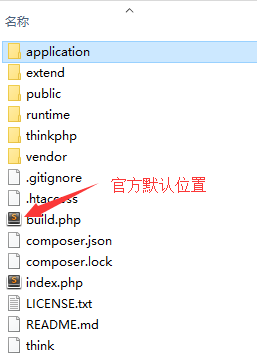 名称
application
extend
public
runtime
thinkphp
vendor
.gitignore
.htaccess
build.php
官方默认位置
composer.json
composer.lock
index.php
LICENSE.txt
README.md
think